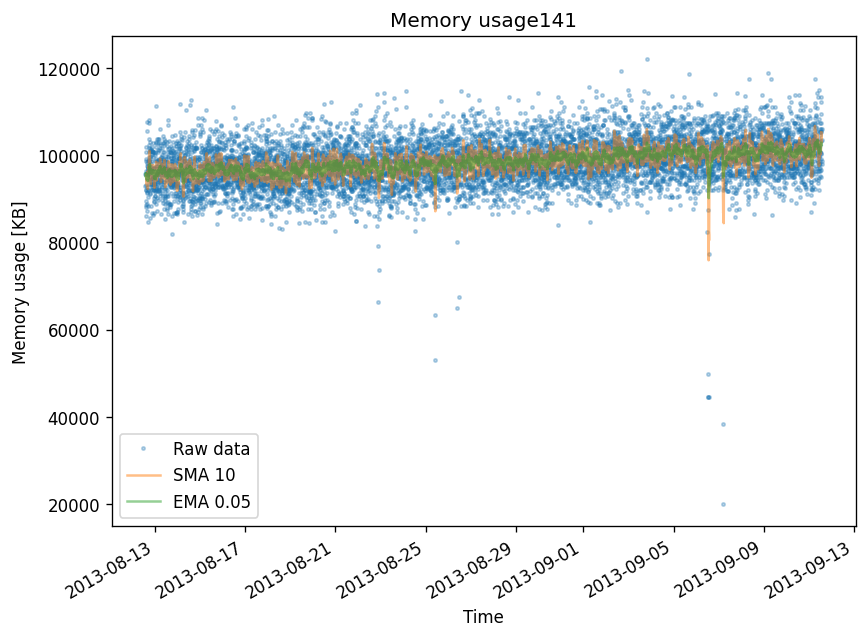 Memory usage141
Memory usage [KB]
120000
100000
80000
60000
40000
20000
Raw data
SMA 10
EMA 0.05
2013-08-13
2013-08-17
2013-08-21
2013-08-25
2013-08-29
2013-09-01
2013-09-05
2013-09-09
2013-09-13
Time